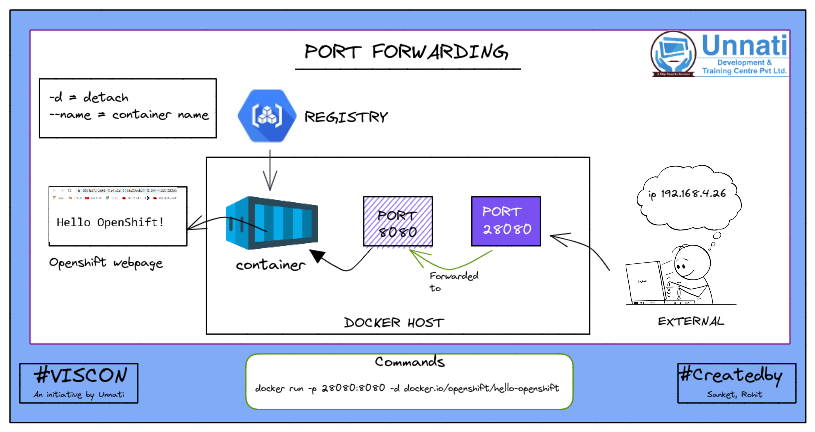 PORT FORWARDING
Unnati
Development &
Training Centre Pvt Ltd.
-d = detach
--name = container name
REGISTRY
Hello OpenShift!
Openshift webpage
container
PORT
8080
PORT
28080
Forwarded
to
DOCKER HOST
ip 192.168.4.26
EXTERNAL
#VISCON
An initiative by Unnati
Commands
docker run -p 28080:8080 -d docker.io/openshift/hello-openshift
#Createdby
Sanket, Rohit